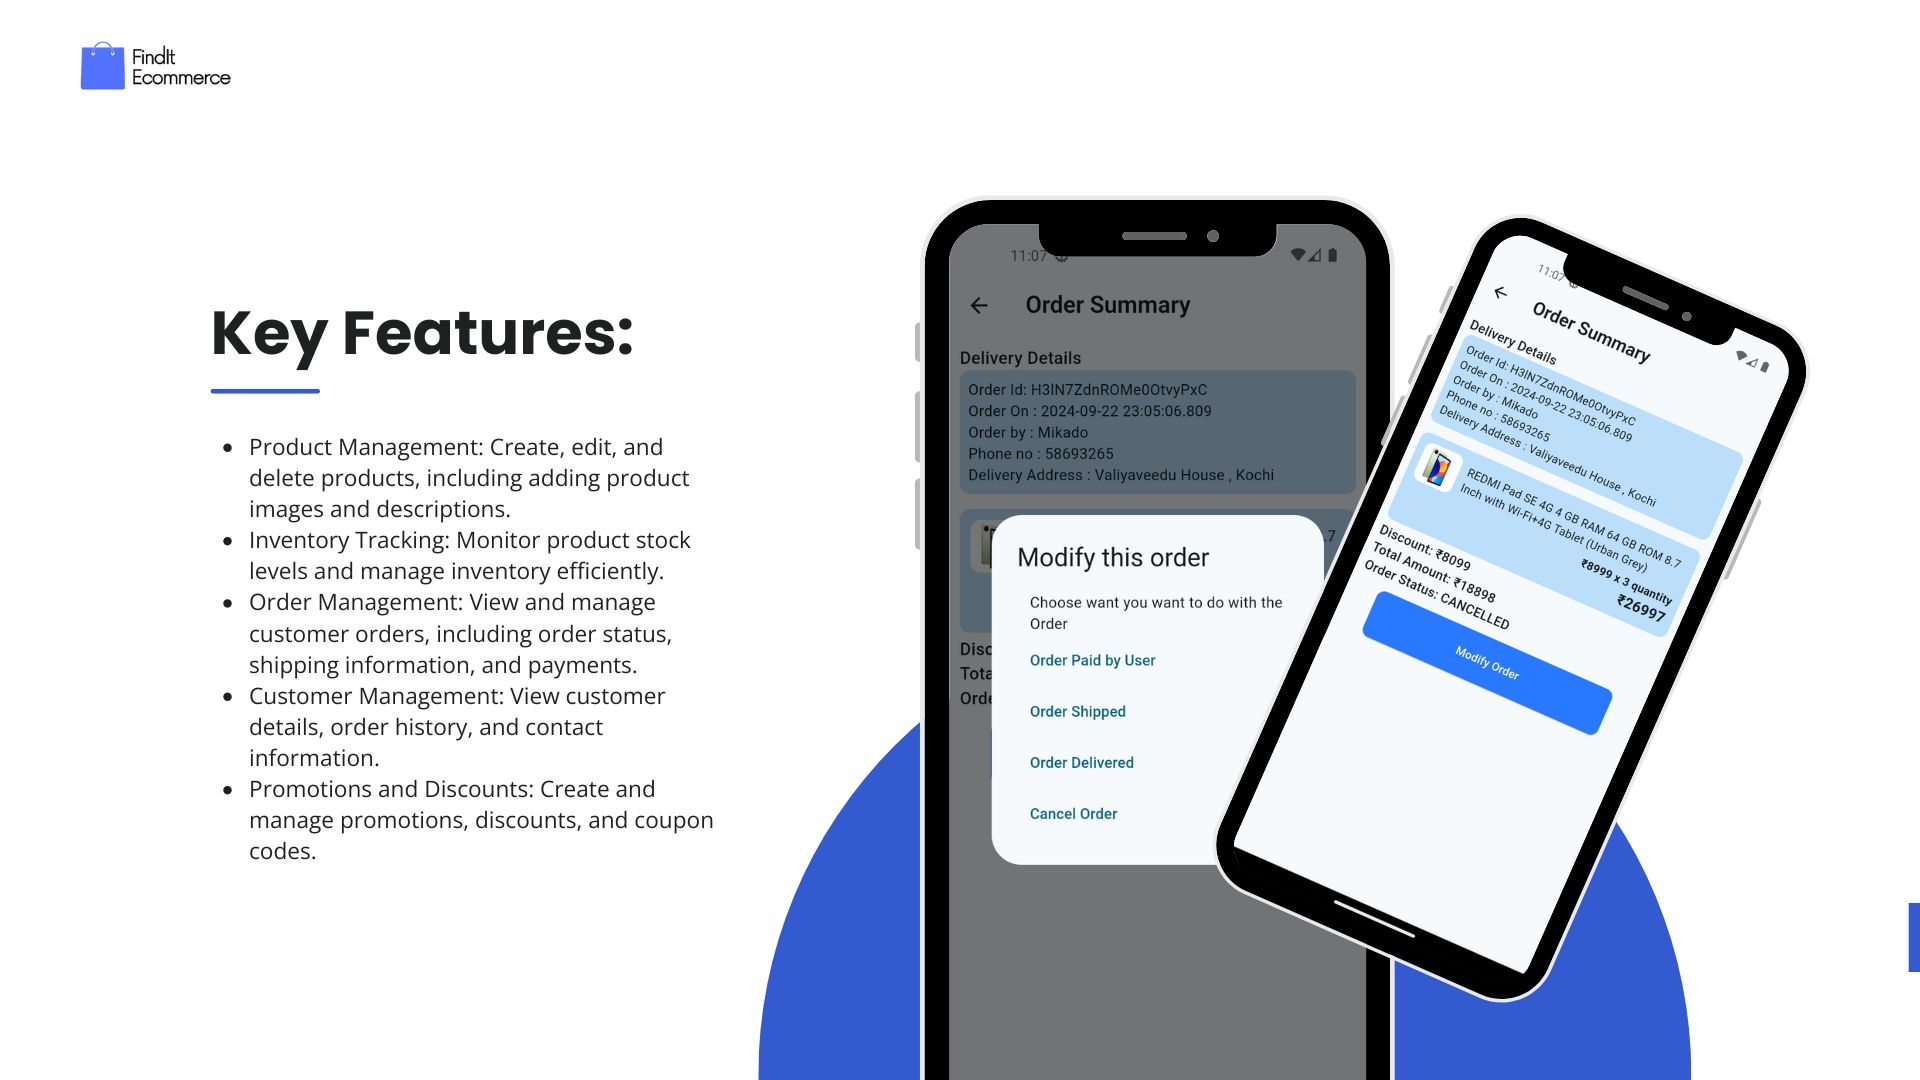 FindIt
Ecommerce
Key Features:
• Product Management: Create, edit, and
delete products, including adding product
images and descriptions.
• Inventory Tracking: Monitor product stock
levels and manage inventory efficiently.
• Order Management: View and manage
customer orders, including order status,
shipping information, and payments.
• Customer Management: View customer
details, order history, and contact
information.
• Promotions and Discounts: Create and
manage promotions, discounts, and coupon
codes.
11:07
Order Summary
Delivery Details
Order Id: H3lN7ZdnROMe0OtvyPxC
Order On : 2024-09-22 23:05:06.809
Order by : Mikado
Phone no : 58693265
Delivery Address : Valiyaveedu House , Kochi
.7
Disc
Tota
Orde
Modify this order
Choose want you want to do with the
Order
Order Paid by User
Order Shipped
Order Delivered
Cancel Order
11:07
Order Summary
Delivery Details
Order Id: H3lN7ZdnROMe0OtvyPxC
Order On : 2024-09-22 23:05:06.809
Order by : Mikado
Phone no : 58693265
Delivery Address : Valiyaveedu House , Kochi
REDMI Pad SE 4G 4 GB RAM 64 GB ROM 8.7
Inch with Wi-Fi+4G Tablet (Urban Grey)
₹8999 x 3 quantity
₹26997
Discount: ₹8099
Total Amount: ₹18898
Order Status: CANCELLED
Modify Order